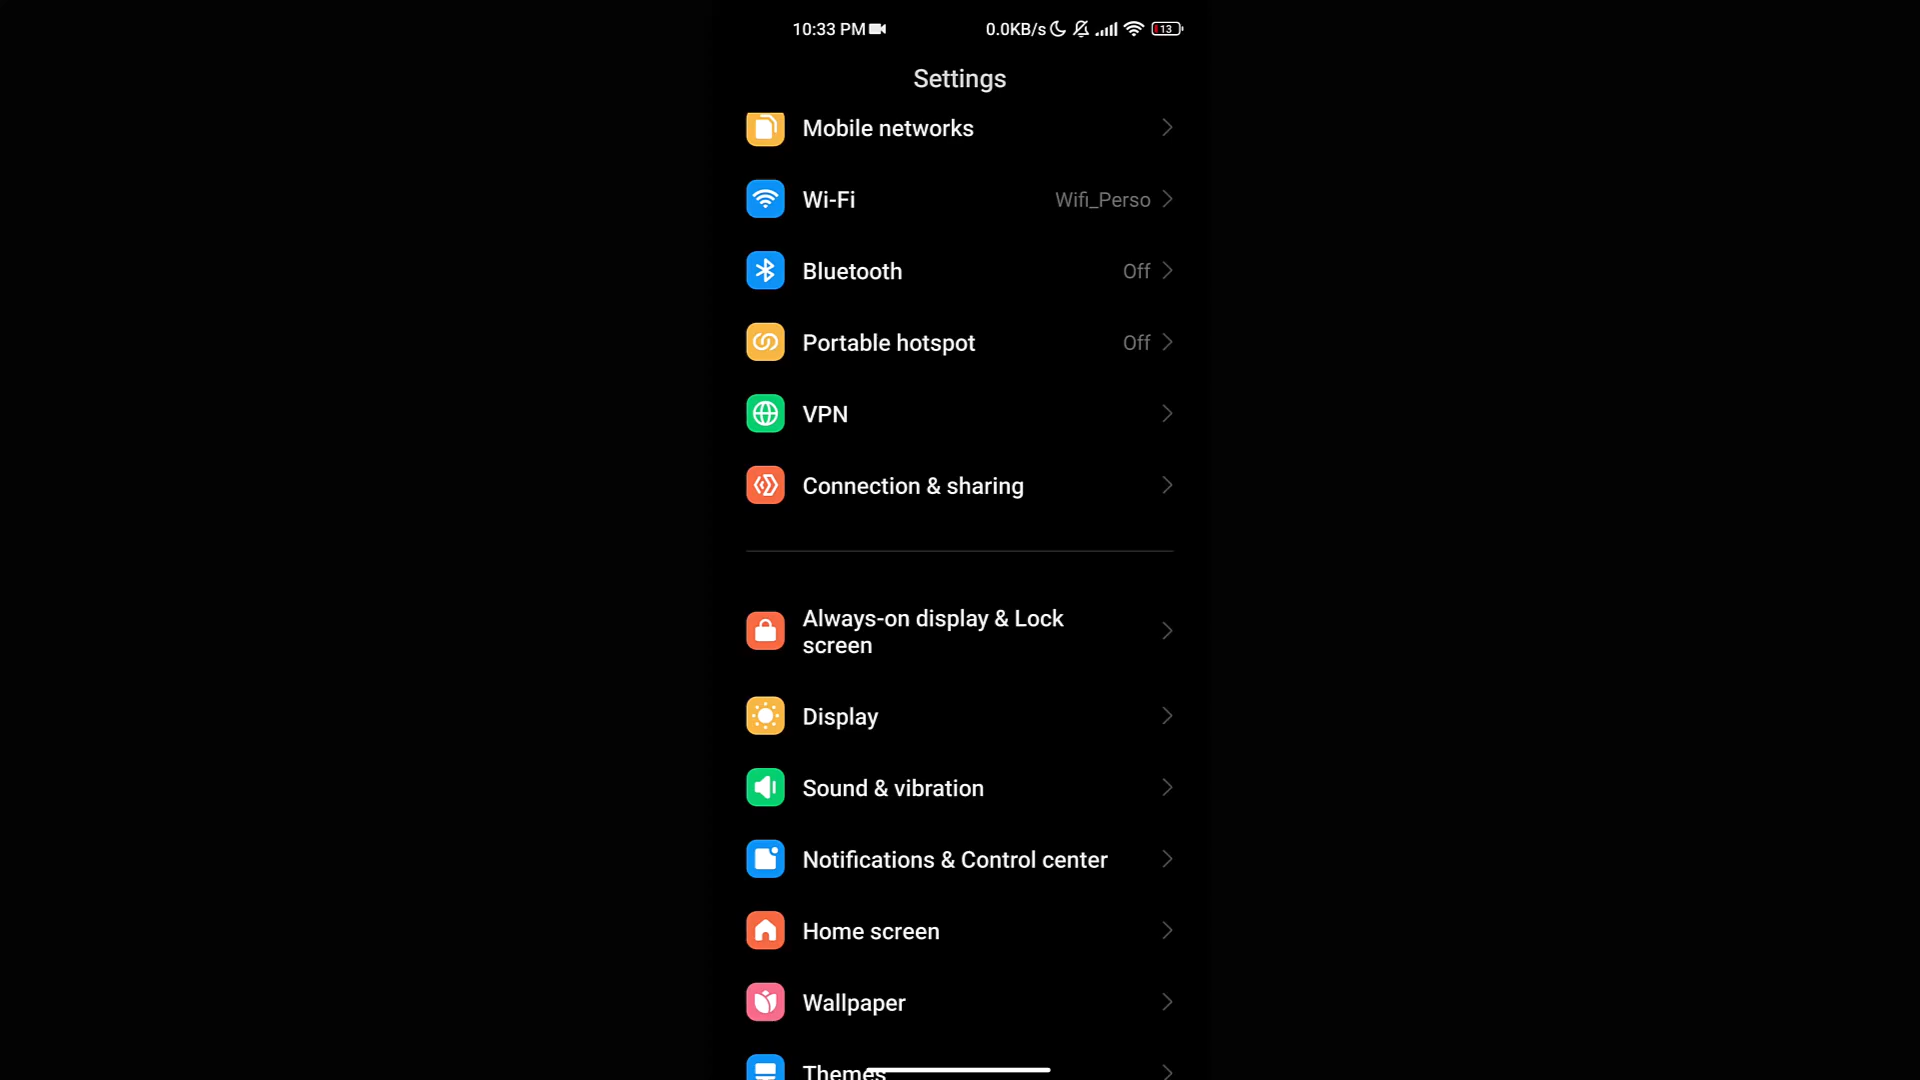 10:33 PM 0.0KB/s 13
Settings
Mobile networks
Wi-Fi Wifi_Perso
Bluetooth Off
Portable hotspot Off
VPN
Connection & sharing
Always-on display & Lock
screen
Display
Sound & vibration
Notifications & Control center
Home screen
Wallpaper
Themes